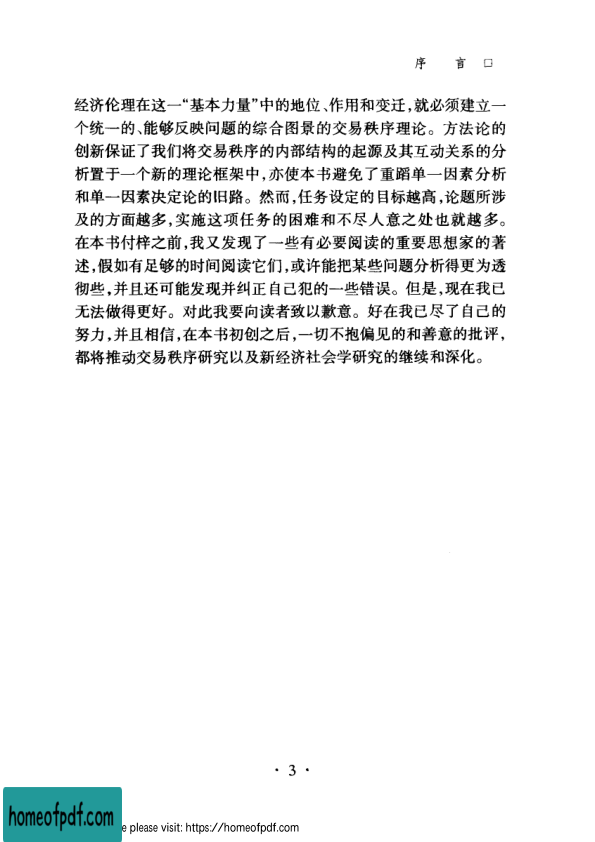 序 言 □
经济伦理在这一“基本力量”中的地位、作用和变迁,就必须建立一
个统一的、能够反映问题的综合图景的交易秩序理论。方法论的
创新保证了我们将交易秩序的内部结构的起源及其互动关系的分
析置于一个新的理论框架中,亦使本书避免了重蹈单一因素分析
和单一因素决定论的旧路。然而,任务设定的目标越高,论题所涉
及的方面越多,实施这项任务的困难和不尽人意之处也就越多。
在本书付梓之前,我又发现了一些有必要阅读的重要思想家的著
述,假如有足够的时间阅读它们,或许能把某些问题分析得更为透
彻些,并且还可能发现并纠正自己犯的一些错误。但是,现在我已
无法做得更好。对此我要向读者致以歉意。好在我已尽了自己的
努力,并且相信,在本书初创之后,一切不抱偏见的和善意的批评,
都将推动交易秩序研究以及新经济社会学研究的继续和深化。
· 3 ·
homeofpdf.com
e please visit: https://homeofpdf.com